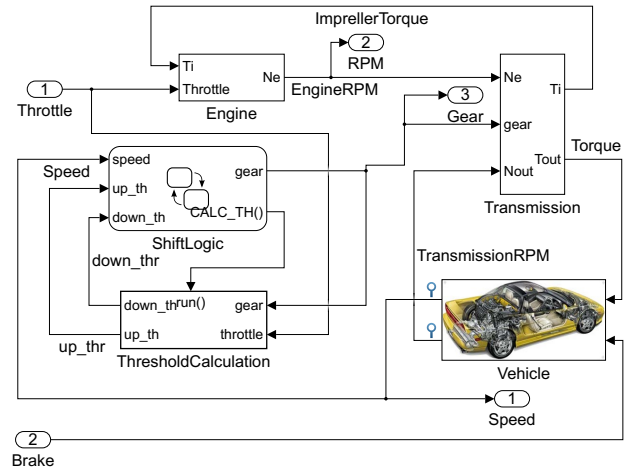 ImprellerTorque
2
RPM
Ti
Throttle
Ne
EngineRPM
Engine
1
Throttle
3
Gear
Ne
gear
Nout
Ti
Tout
Torque
Transmission
Speed
speed
up_th
down_th
gear
CALC_TH()
ShiftLogic
down_thr
TransmissionRPM
down_th
run()
gear
up_th
throttle
up_thr
ThresholdCalculation
Vehicle
1
Speed
2
Brake